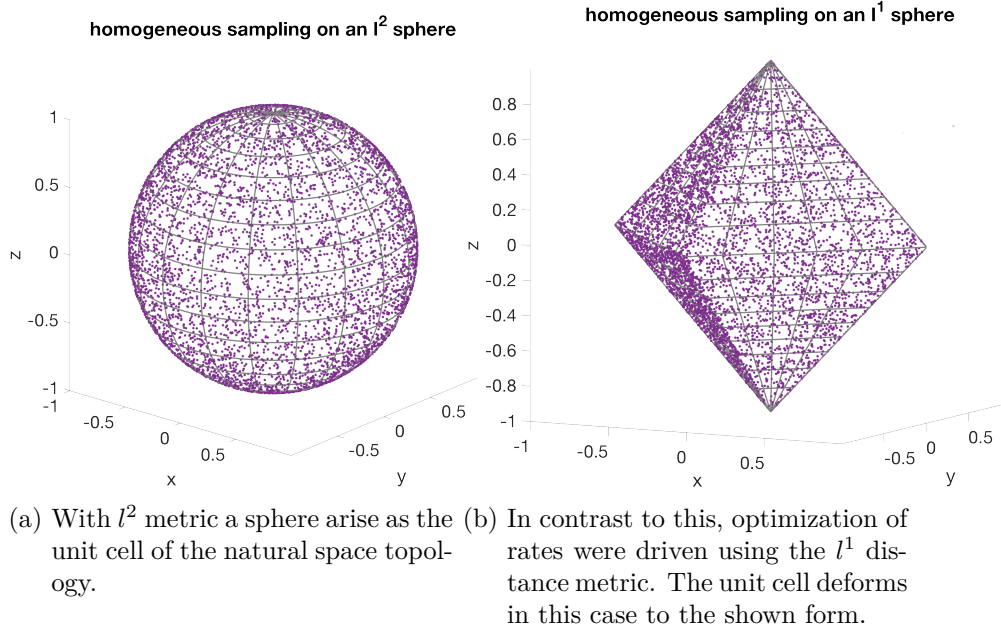 homogeneous sampling on an l² sphere
1
0.5
0
-0.5
-1
z
-1
-0.5
0
0.5
x
-0.5
0
0.5
y
homogeneous sampling on an l¹ sphere
0.8
0.6
0.4
0.2
0
-0.2
-0.4
-0.6
-0.8
-1
z
-1
-0.5
0
0.5
x
-0.5
0
0.5
y
(a) With l² metric a sphere arise as the
unit cell of the natural space topol-
ogy.
(b) In contrast to this, optimization of
rates were driven using the l¹ dis-
tance metric. The unit cell deforms
in this case to the shown form.